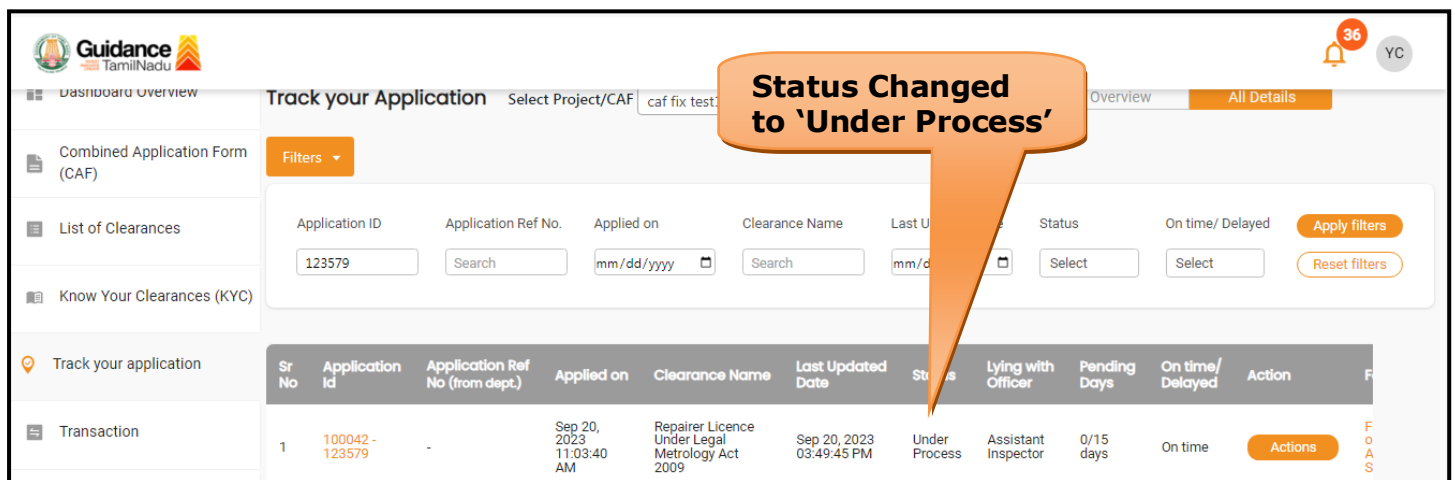 Guidance
TamilNadu
36
YC
Dashboard Overview
Track your Application Select Project/CAF caf fix test
Status Changed
to ‘Under Process’
Overview All Details
Combined Application Form
(CAF)
Filters
List of Clearances
Application ID Application Ref No. Applied on Clearance Name Last U Status On time/ Delayed Apply filters
123579 Search mm/dd/yyyy Search mm/d Select Select Reset filters
Know Your Clearances (KYC)
Track your application
Sr
No
Application
Id
Application Ref
No (from dept.)
Applied on
Clearance Name
Last Updated
Date
Lying with
Officer
Pending
Days
On time/
Delayed
Action
Transaction
1
100042 -
123579
-
Sep 20,
2023
11:03:40
AM
Repairer Licence
Under Legal
Metrology Act
2009
Sep 20, 2023
03:49:45 PM
Under
Process
Assistant
Inspector
0/15
days
On time
Actions